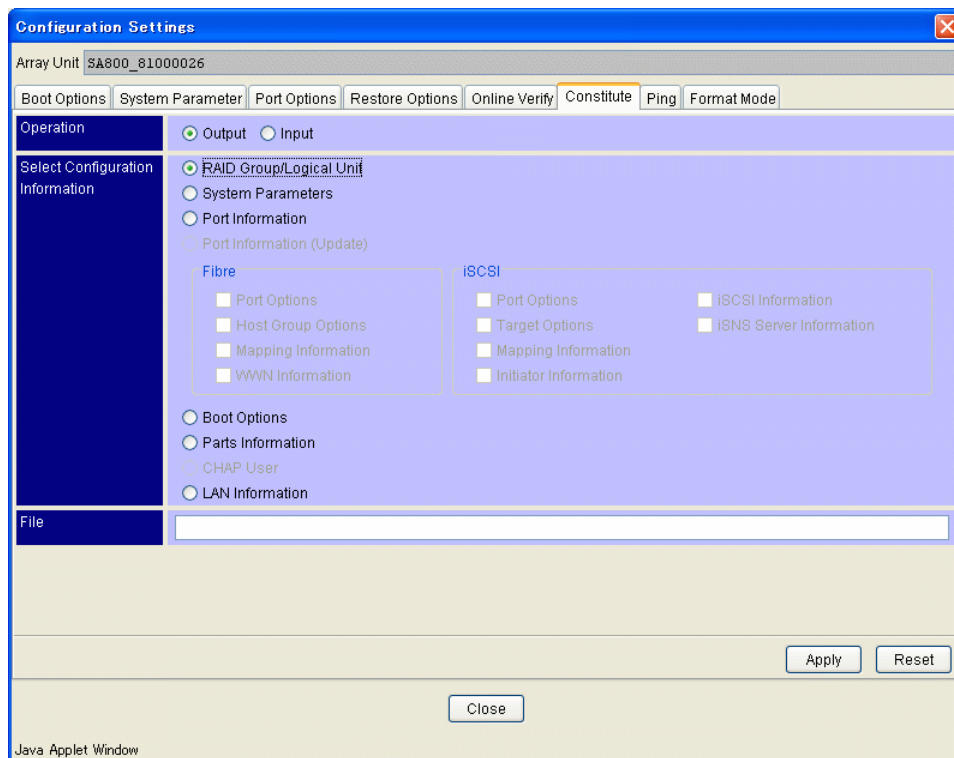 Configuration Settings
Array Unit SA800_81000026
Boot Options System Parameter Port Options Restore Options Online Verify Constitute Ping Format Mode
Operation Output Input
Select Configuration Information
RAID Group/Logical Unit
System Parameters
Port Information
Port Information (Update)
Fibre
Port Options
Host Group Options
Mapping Information
WWN Information
iSCSI
Port Options iSCSI Information
Target Options iSNS Server Information
Mapping Information
Initiator Information
Boot Options
Parts Information
CHAP User
LAN Information
File
Apply Reset
Close
Java Applet Window